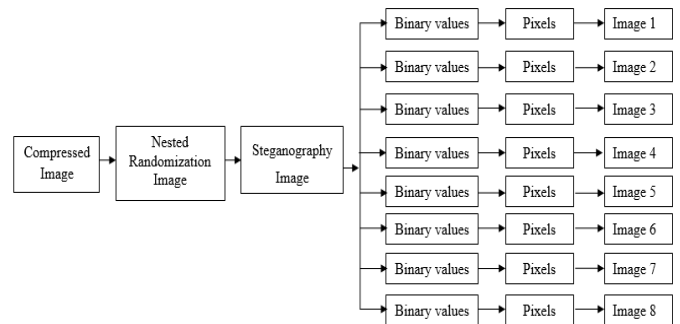 Compressed
Image
Nested
Randomization
Image
Steganography
Image
Binary values Pixels Image 1
Binary values Pixels Image 2
Binary values Pixels Image 3
Binary values Pixels Image 4
Binary values Pixels Image 5
Binary values Pixels Image 6
Binary values Pixels Image 7
Binary values Pixels Image 8